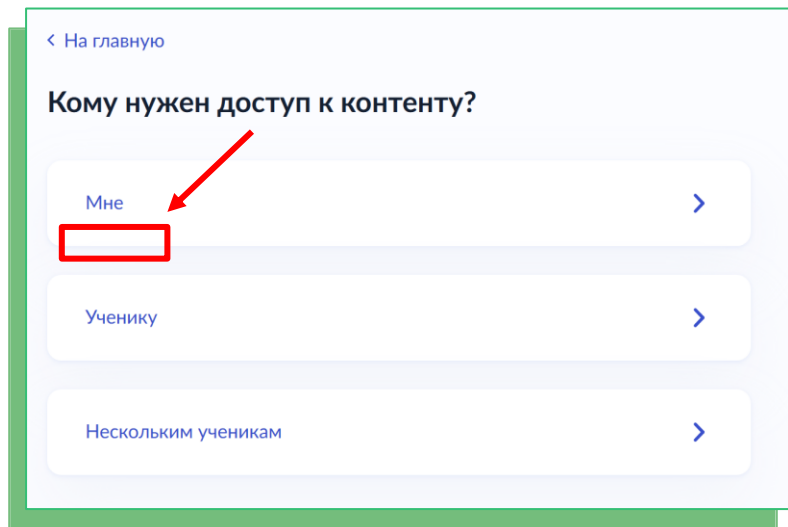 На главную
Кому нужен доступ к контенту?
Мне
Ученику
Нескольким ученикам